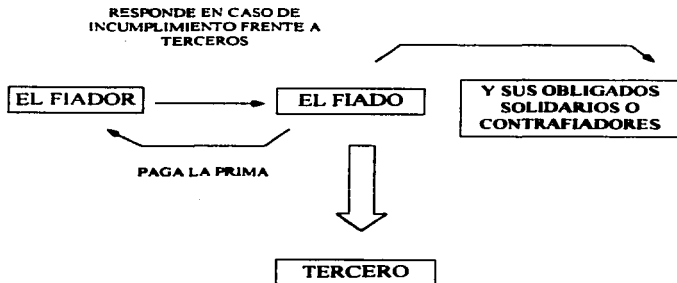 RESPONDE EN CASO DE
INCUMPLIMIENTO FRENTE A
TERCEROS
EL FIADOR
EL FIADO
Y SUS OBLIGADOS
SOLIDARIOS O
CONTRAFIADORES
PAGA LA PRIMA
TERCERO